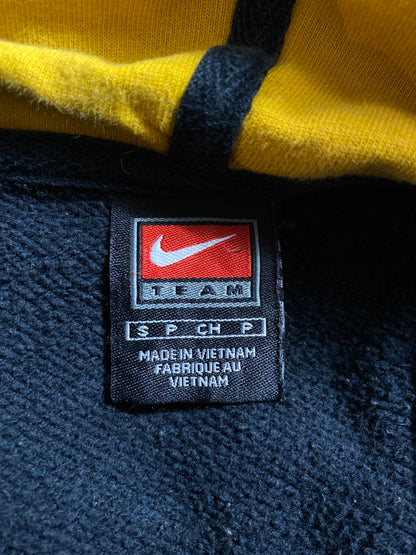 TEAM
S P CH P
MADE IN VIETNAM
FABRIQUE AU
VIETNAM